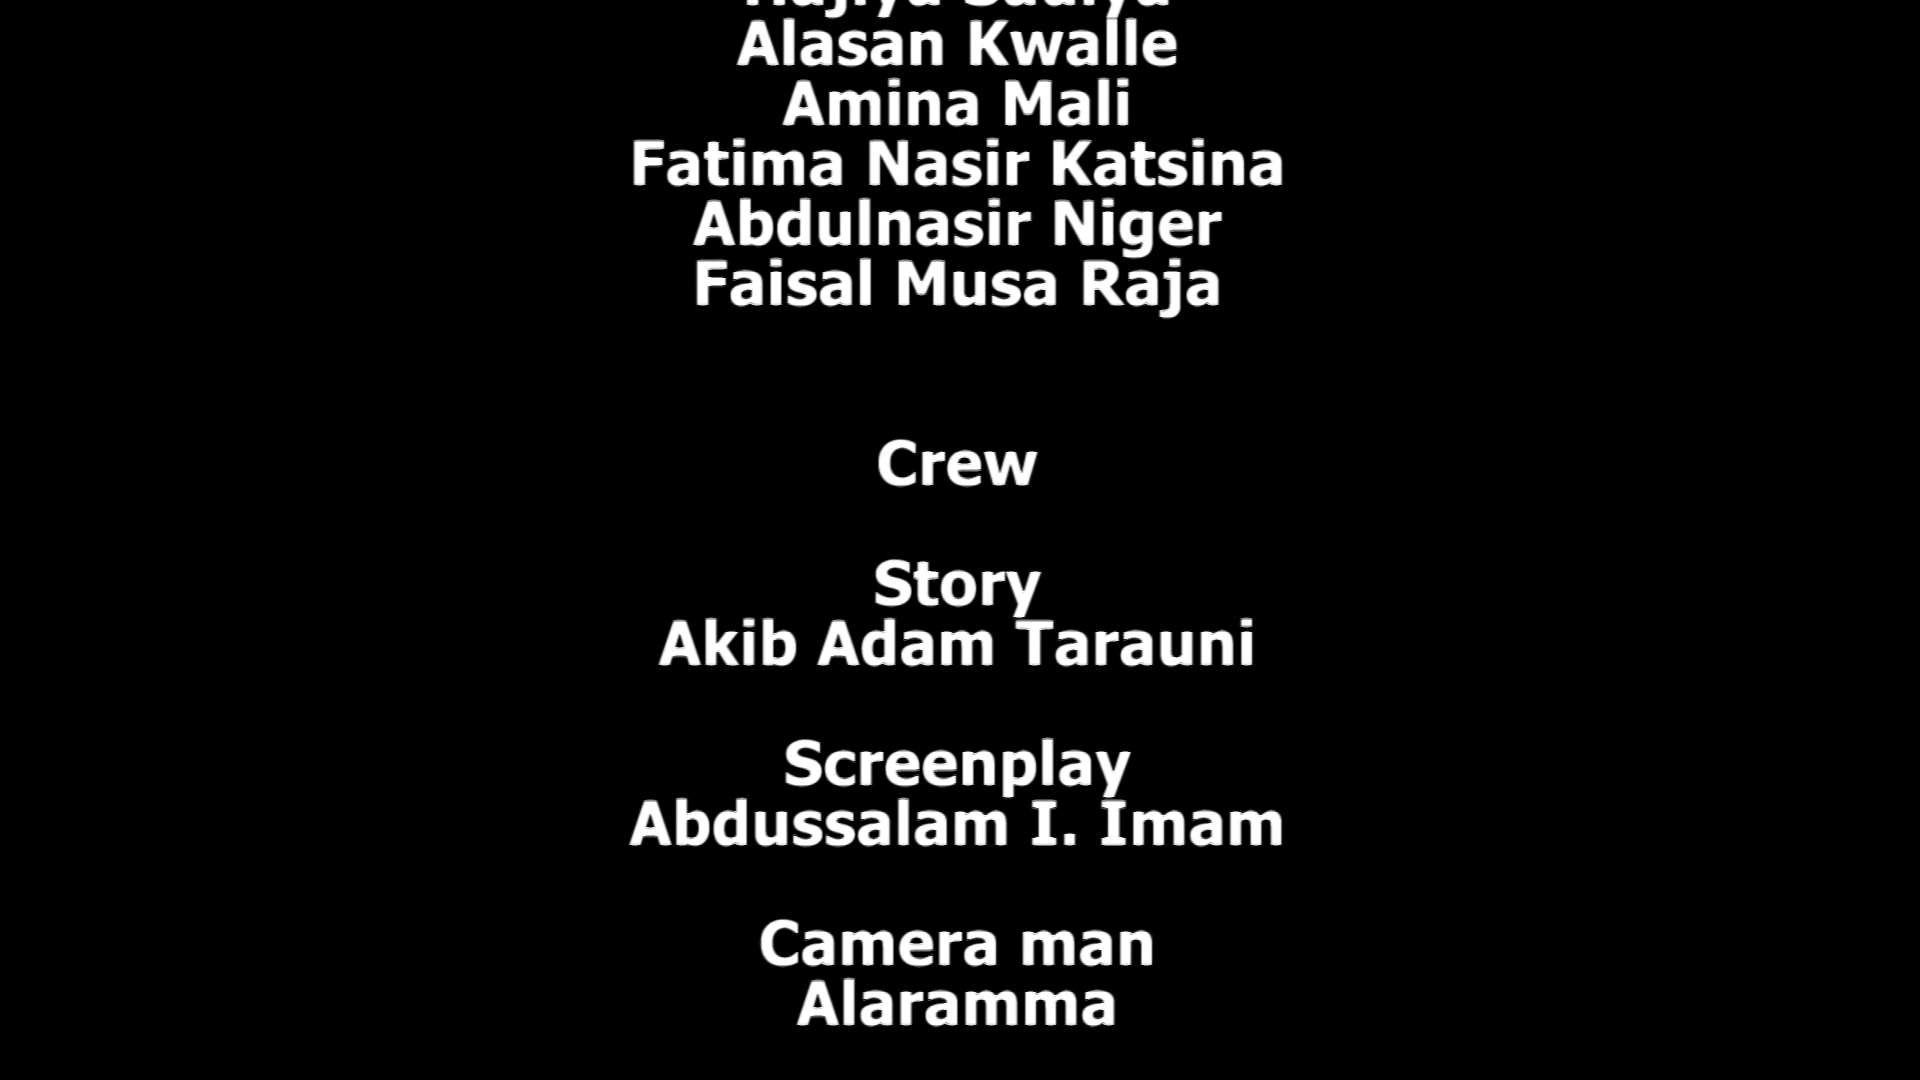 Alasan Kwalle
Amina Mali
Fatima Nasir Katsina
Abdulnasir Niger
Faisal Musa Raja
Crew
Story
Akib Adam Tarauni
Screenplay
Abdussalam I. Imam
Camera man
Alaramma